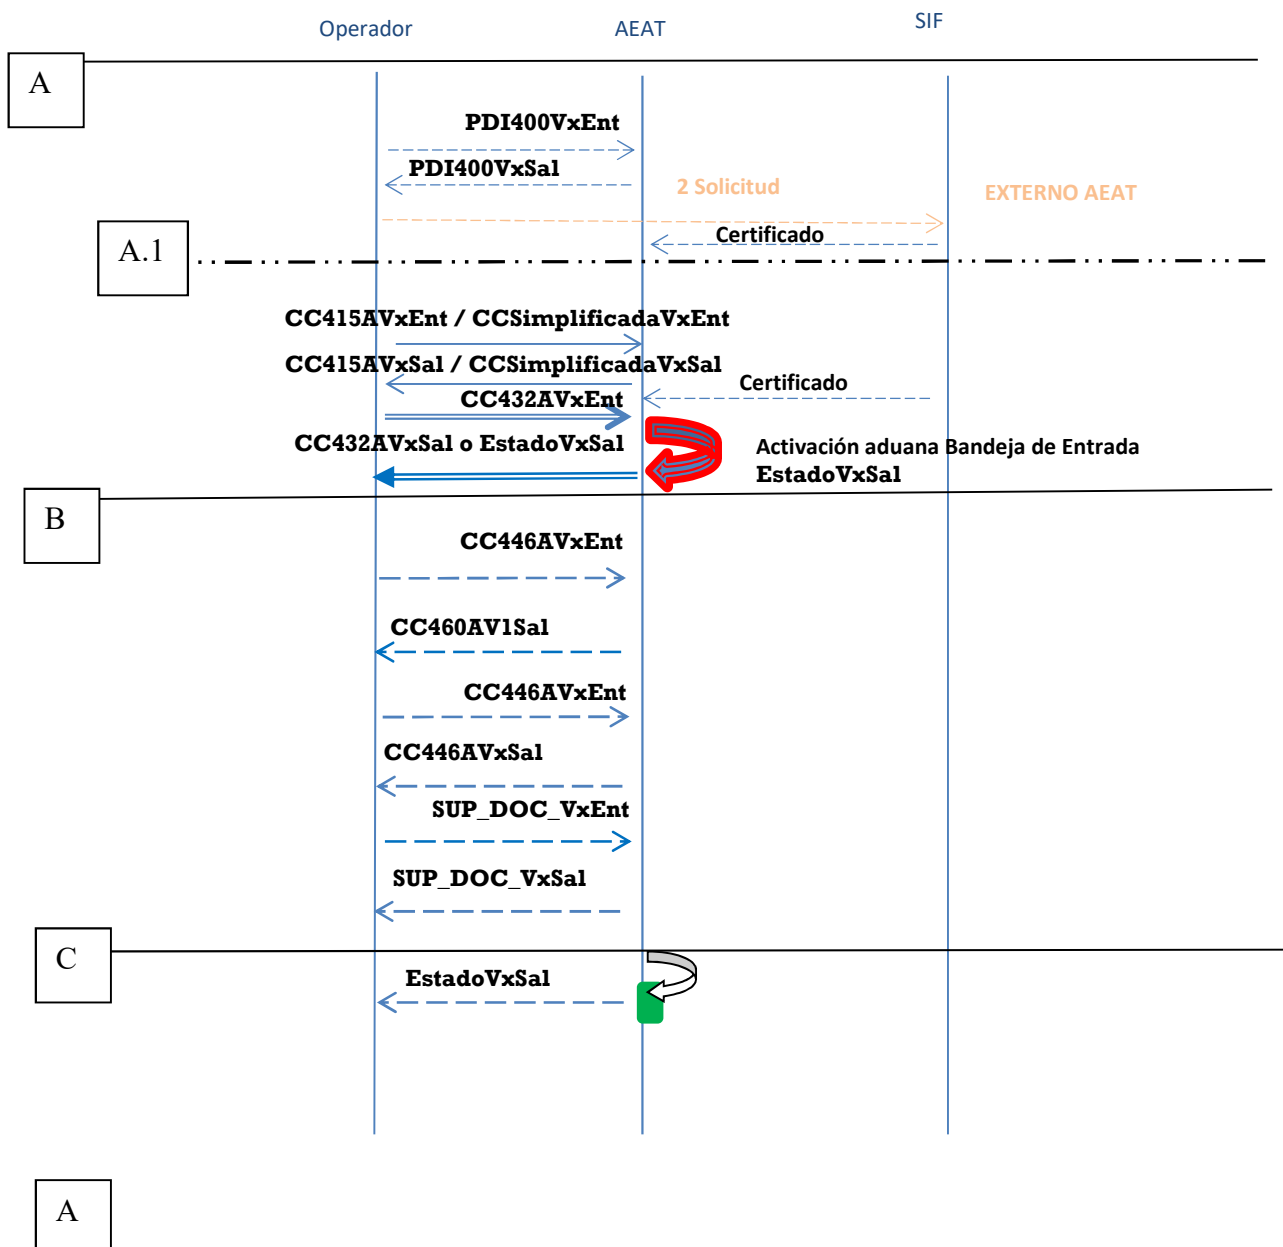 Operador AEAT SIF
A
PDI400VxEnt
PDI400VxSal
2 Solicitud
EXTERNO AEAT
A.1
Certificado
CC415AVxEnt / CCSimplificadaVxEnt
CC415AVxSal / CCSimplificadaVxSal
Certificado
CC432AVxEnt
CC432AVxSal o EstadoVxSal
Activación aduana Bandeja de Entrada
EstadoVxSal
B
CC446AVxEnt
CC460AV1Sal
CC446AVxEnt
CC446AVxSal
SUP_DOC_VxEnt
SUP_DOC_VxSal
C
EstadoVxSal
A